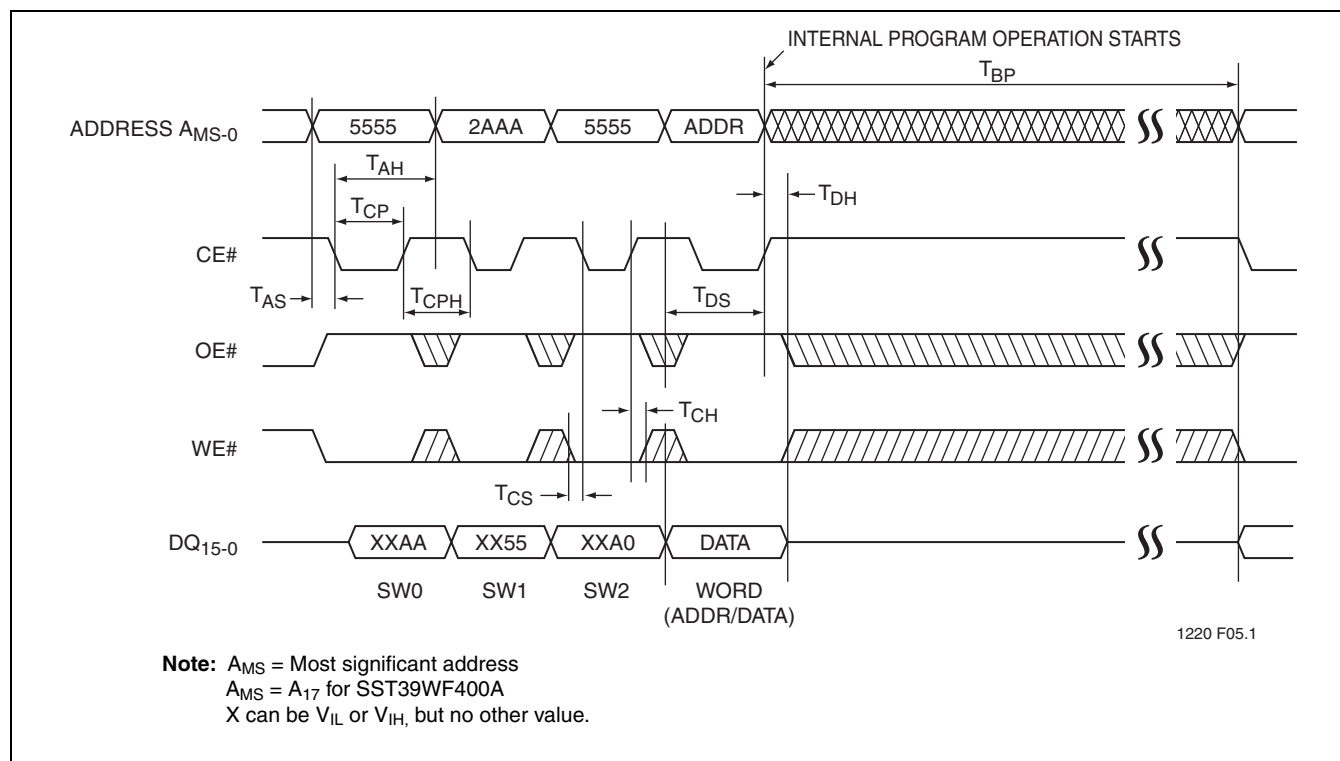 INTERNAL PROGRAM OPERATION STARTS
TBP
ADDRESS AMS-0
5555 2AAA 5555 ADDR
TAH
TDH
TCP
CE#
TAS
TCPH
TDS
OE#
TCH
WE#
TCS
DQ15-0
XXAA XX55 XXA0 DATA
SW0 SW1 SW2 WORD
(ADDR/DATA)
1220 F05.1
Note: AMS = Most significant address
AMS = A17 for SST39WF400A
X can be VIL or VIH, but no other value.